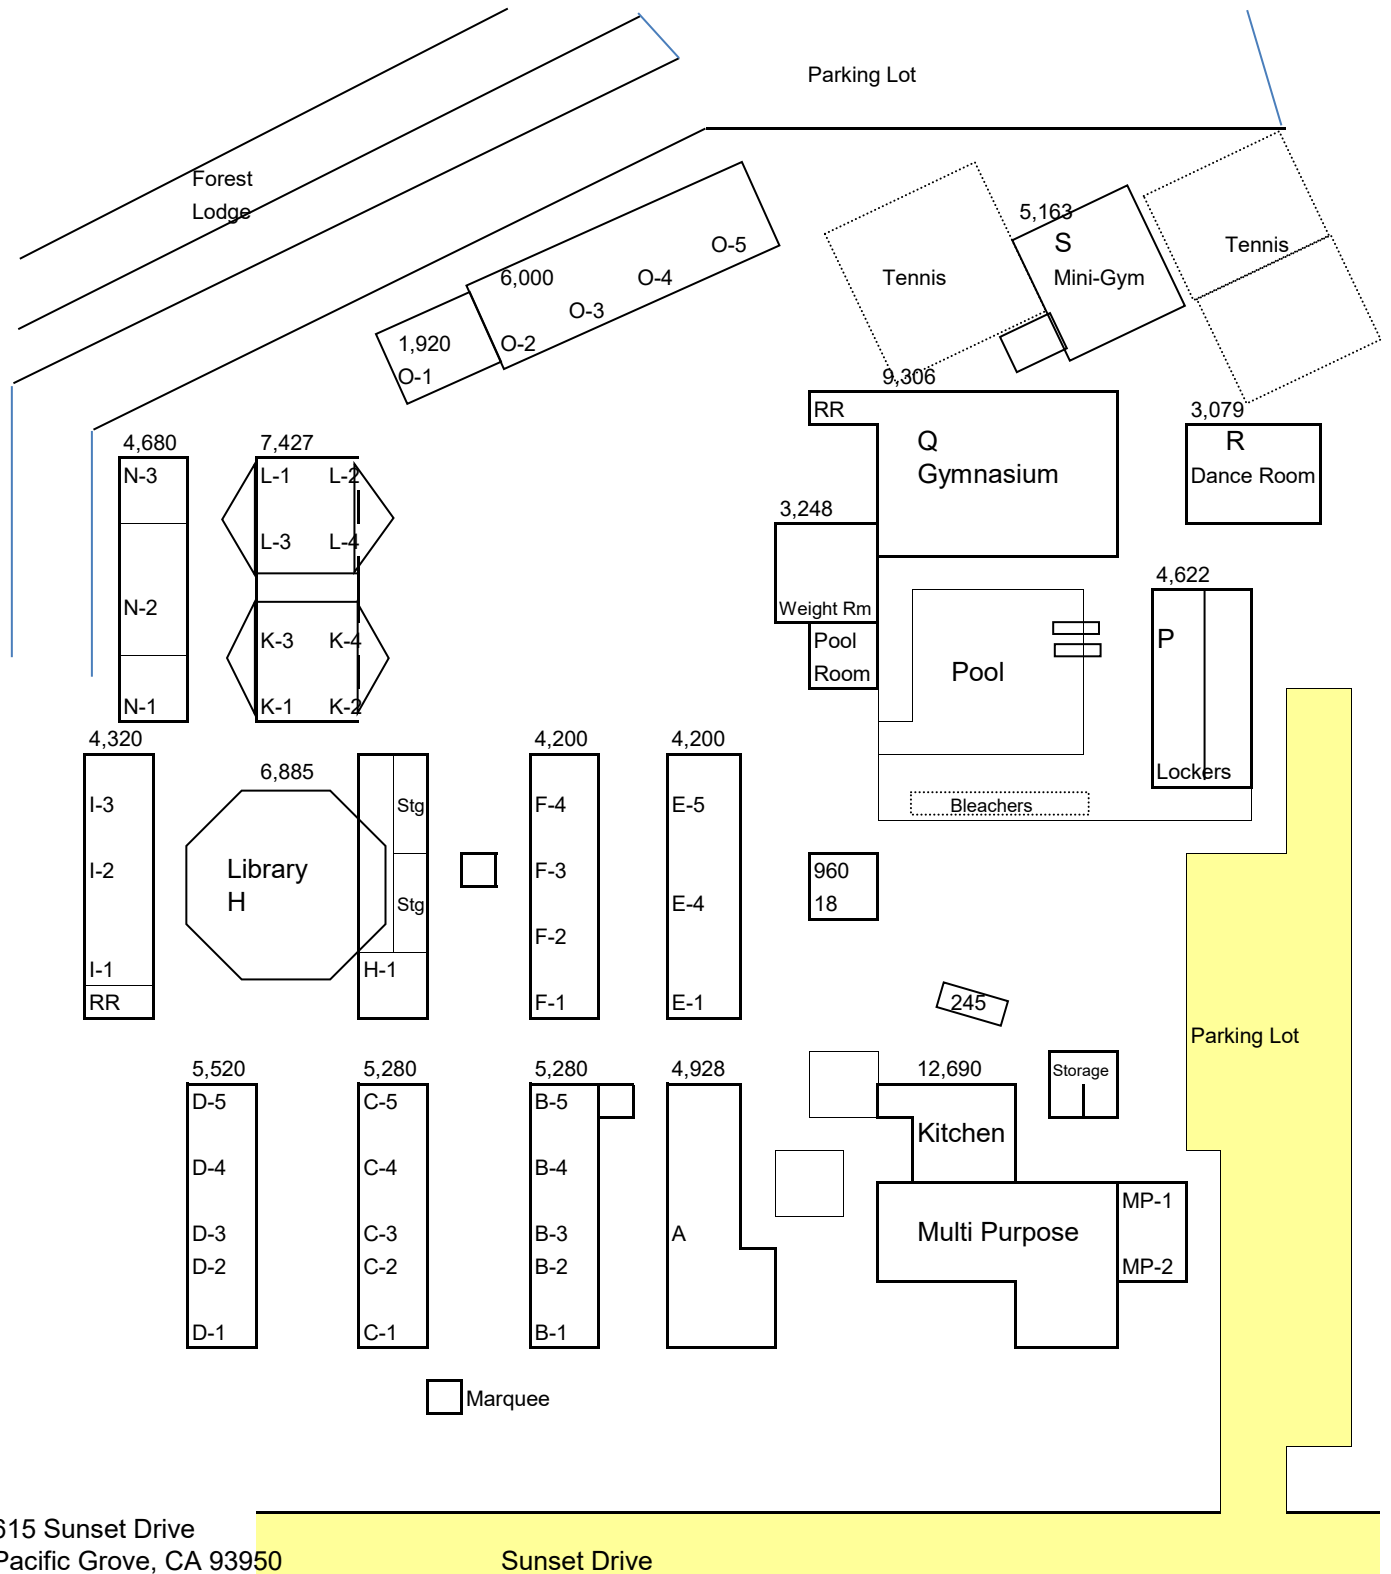 Parking Lot
Forest
Lodge
5,163
S
O-5
Tennis
6,000
O-4
Tennis
Mini-Gym
O-3
1,920
O-2
O-1
9,306
RR
3,079
4,680
7,427
Q
R
N-3
L-1
L-2
Gymnasium
Dance Room
3,248
L-3
L-4
4,622
N-2
Weight Rm
K-3
K-4
Pool
P
Room
Pool
N-1
K-1
K-2
4,320
4,200
4,200
6,885
Lockers
I-3
Stg
F-4
E-5
Bleachers
I-2
Library
F-3
960
H
Stg
E-4
18
F-2
I-1
H-1
RR
F-1
E-1
245
Parking Lot
5,520
5,280
5,280
4,928
12,690
Storage
D-5
C-5
B-5
Kitchen
D-4
C-4
B-4
MP-1
D-3
C-3
B-3
A
Multi Purpose
D-2
C-2
B-2
MP-2
D-1
C-1
B-1
Marquee
615 Sunset Drive
Pacific Grove, CA 93950
Sunset Drive